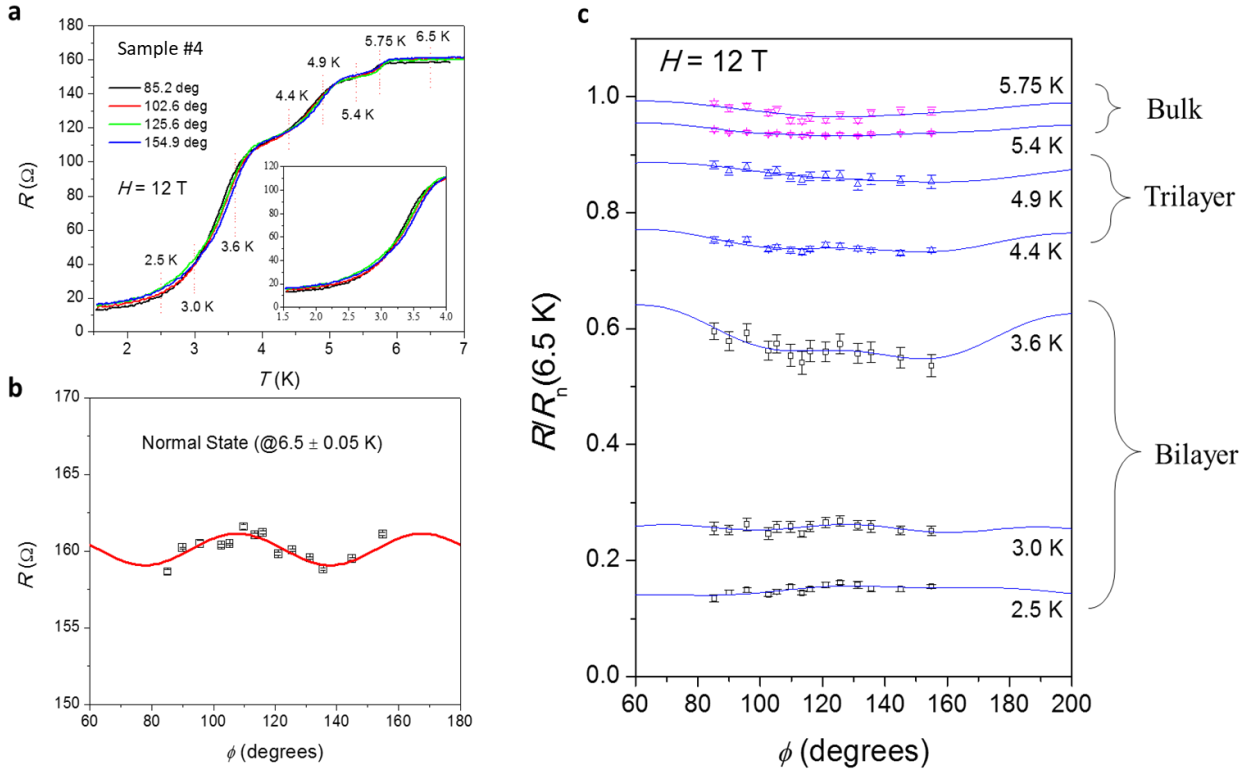 a
Sample #4
85.2 deg
102.6 deg
125.6 deg
154.9 deg
H = 12 T
2.5 K
3.0 K
3.6 K
4.4 K
4.9 K
5.4 K
5.75 K
6.5 K
R (Ω)
180
160
140
120
100
80
60
40
20
0
2
3
4
5
6
7
T (K)
120
100
80
60
40
20
0
1.5
2.0
2.5
3.0
3.5
4.0
b
Normal State (@6.5 ± 0.05 K)
R (Ω)
170
165
160
155
150
60
80
100
120
140
160
180
ϕ (degrees)
c
H = 12 T
R/Rn(6.5 K)
1.0
0.8
0.6
0.4
0.2
0.0
5.75 K
5.4 K
4.9 K
4.4 K
3.6 K
3.0 K
2.5 K
Bulk
Trilayer
Bilayer
60
80
100
120
140
160
180
200
ϕ (degrees)